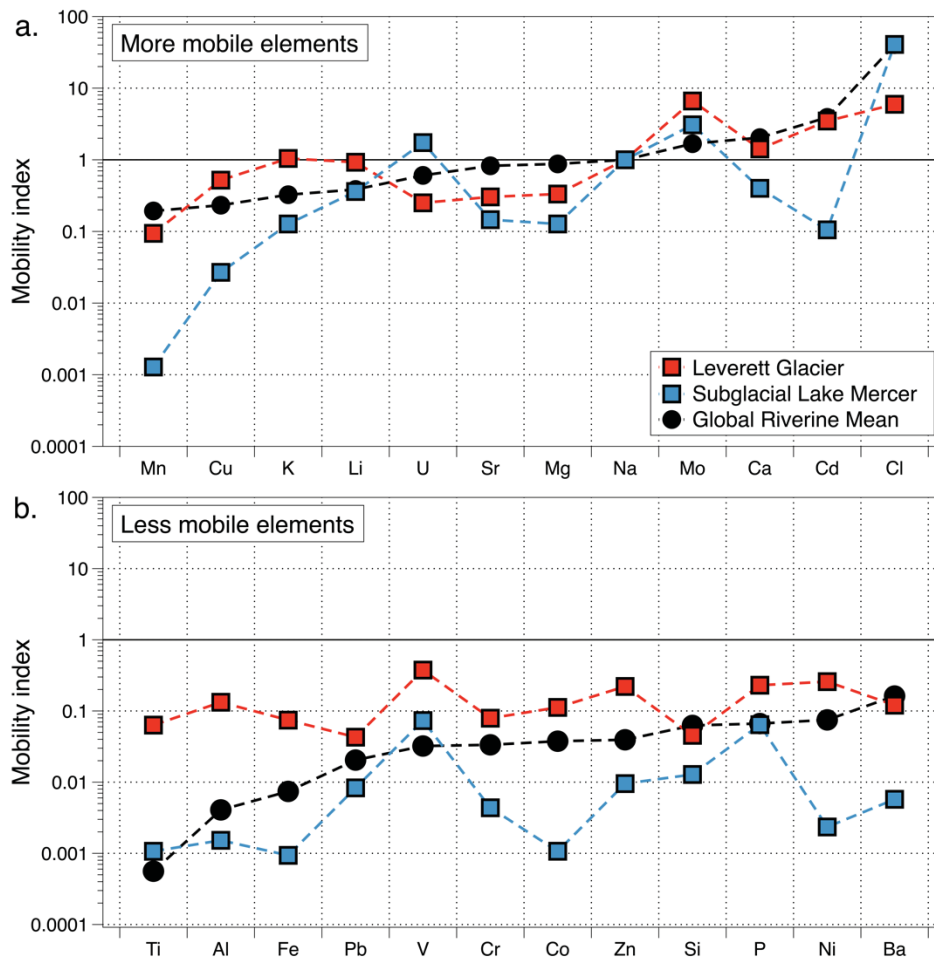 a.
More mobile elements
Mobility index
100
10
1
0.1
0.01
0.001
0.0001
Leverett Glacier
Subglacial Lake Mercer
Global Riverine Mean
Mn Cu K Li U Sr Mg Na Mo Ca Cd Cl
b.
Less mobile elements
Mobility index
100
10
1
0.1
0.01
0.001
0.0001
Ti Al Fe Pb V Cr Co Zn Si P Ni Ba